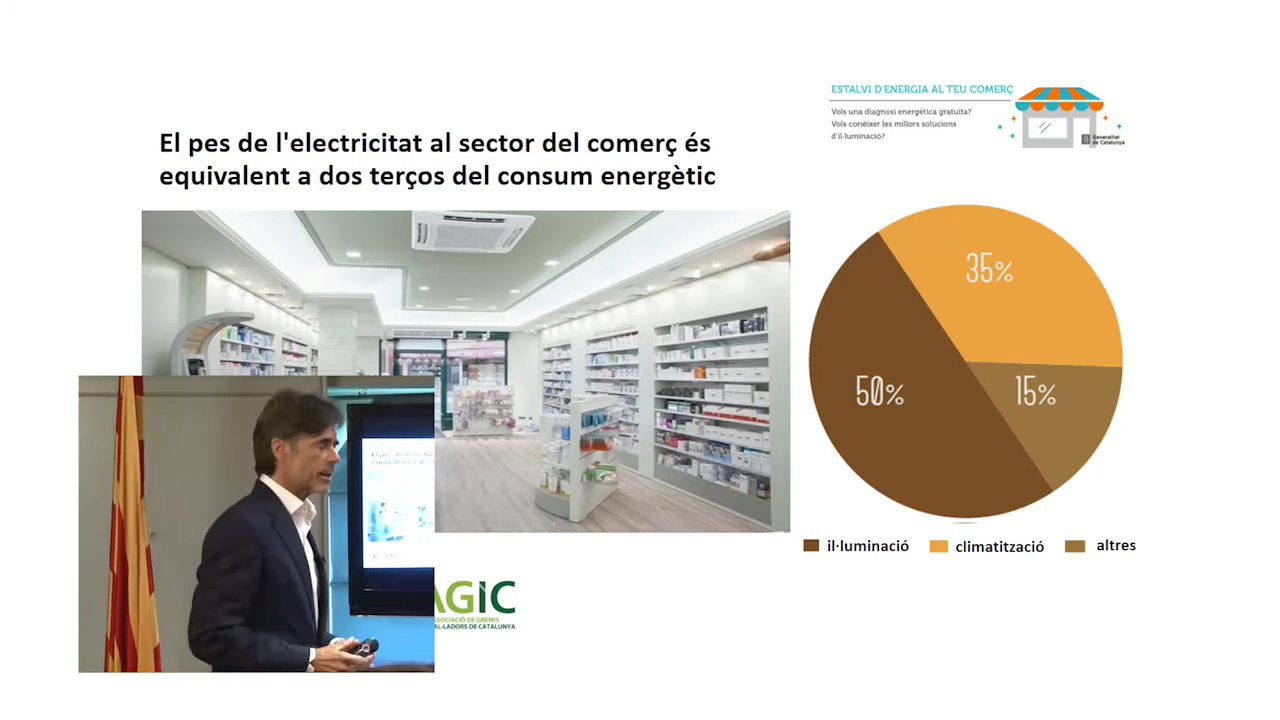 ESTALVI D'ENERGIA AL TEU COMERÇ
Vols una diagnosi energètica gratuïta?
Vols conèixer les millors solucions
d'il·luminació?
Generalitat
de Catalunya
El pes de l'electricitat al sector del comerç és
equivalent a dos terços del consum energètic
35%
50%
15%
il·luminació
climatització
altres
AGIC
SSOCIACIÓ DE GREMIS
AL·LADORS DE CATALUNYA